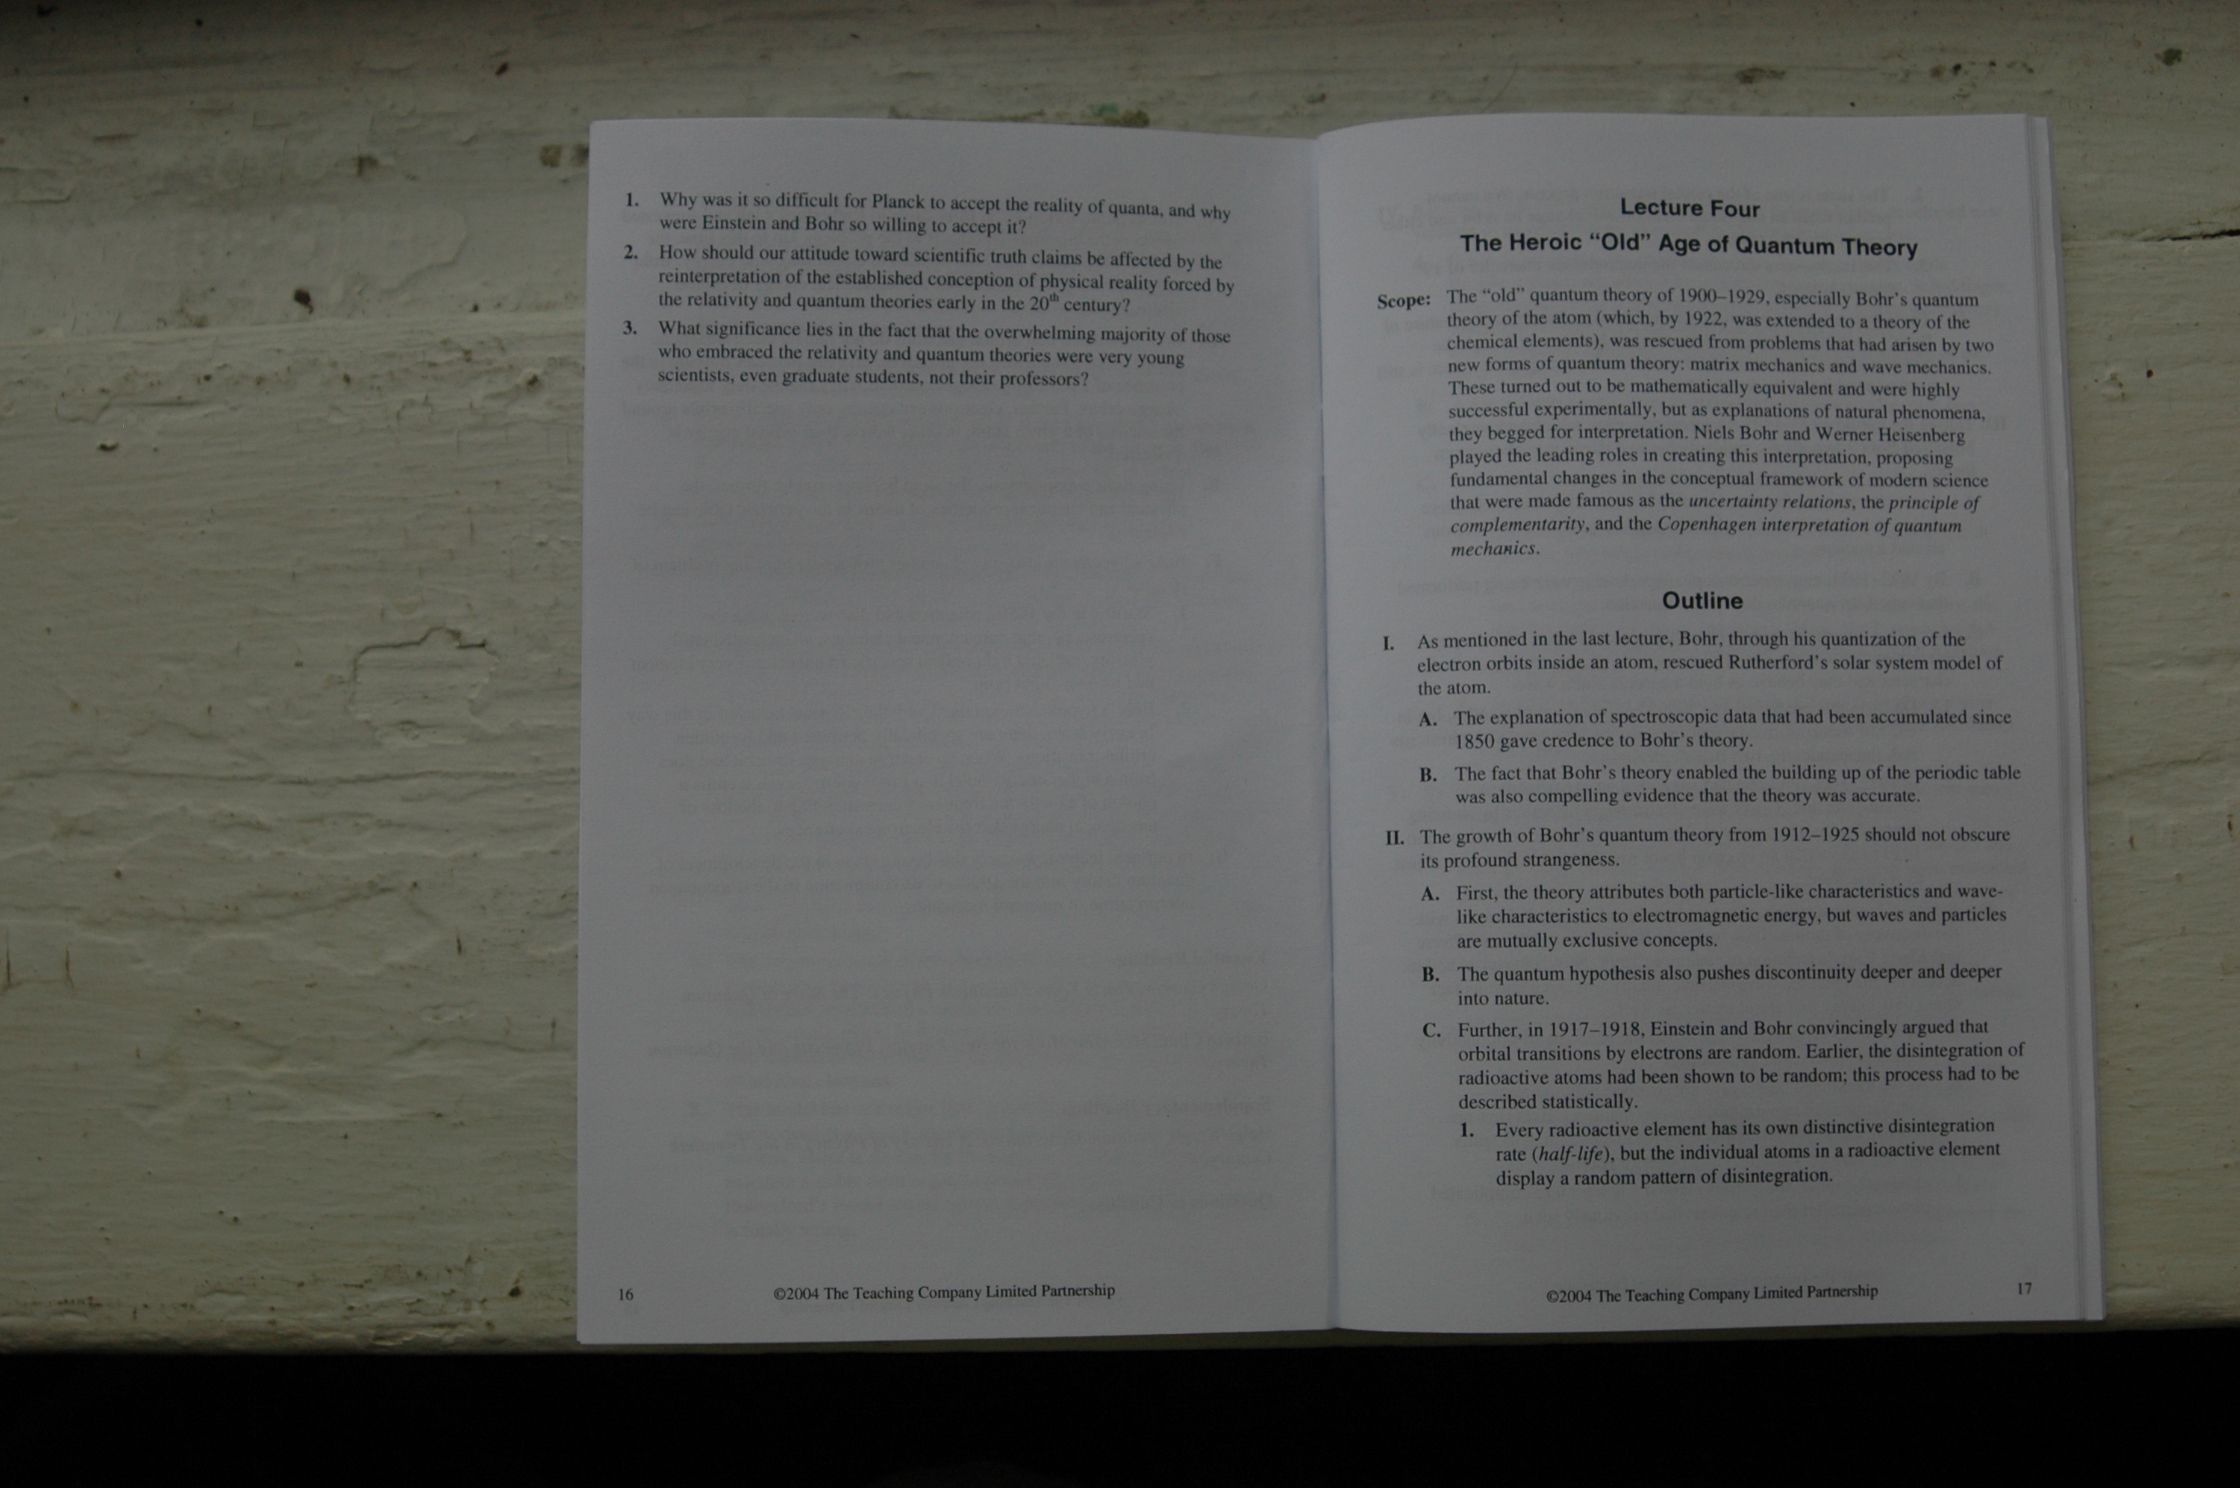 1. Why was it so difficult for Planck to accept the reality of quanta, and why
were Einstein and Bohr so willing to accept it?
2. How should our attitude toward scientific truth claims be affected by the
reinterpretation of the established conception of physical reality forced by
the relativity and quantum theories early in the 20th century?
3. What significance lies in the fact that the overwhelming majority of those
who embraced the relativity and quantum theories were very young
scientists, even graduate students, not their professors?
16
©2004 The Teaching Company Limited Partnership
Lecture Four
The Heroic “Old” Age of Quantum Theory
Scope: The “old” quantum theory of 1900–1929, especially Bohr’s quantum
theory of the atom (which, by 1922, was extended to a theory of the
chemical elements), was rescued from problems that had arisen by two
new forms of quantum theory: matrix mechanics and wave mechanics.
These turned out to be mathematically equivalent and were highly
successful experimentally, but as explanations of natural phenomena,
they begged for interpretation. Niels Bohr and Werner Heisenberg
played the leading roles in creating this interpretation, proposing
fundamental changes in the conceptual framework of modern science
that were made famous as the uncertainty relations, the principle of
complementarity, and the Copenhagen interpretation of quantum
mechanics.
Outline
I. As mentioned in the last lecture, Bohr, through his quantization of the
electron orbits inside an atom, rescued Rutherford’s solar system model of
the atom.
A. The explanation of spectroscopic data that had been accumulated since
1850 gave credence to Bohr’s theory.
B. The fact that Bohr’s theory enabled the building up of the periodic table
was also compelling evidence that the theory was accurate.
II. The growth of Bohr’s quantum theory from 1912–1925 should not obscure
its profound strangeness.
A. First, the theory attributes both particle-like characteristics and wave-
like characteristics to electromagnetic energy, but waves and particles
are mutually exclusive concepts.
B. The quantum hypothesis also pushes discontinuity deeper and deeper
into nature.
C. Further, in 1917–1918, Einstein and Bohr convincingly argued that
orbital transitions by electrons are random. Earlier, the disintegration of
radioactive atoms had been shown to be random; this process had to be
described statistically.
1. Every radioactive element has its own distinctive disintegration
rate (half-life), but the individual atoms in a radioactive element
display a random pattern of disintegration.
©2004 The Teaching Company Limited Partnership
17